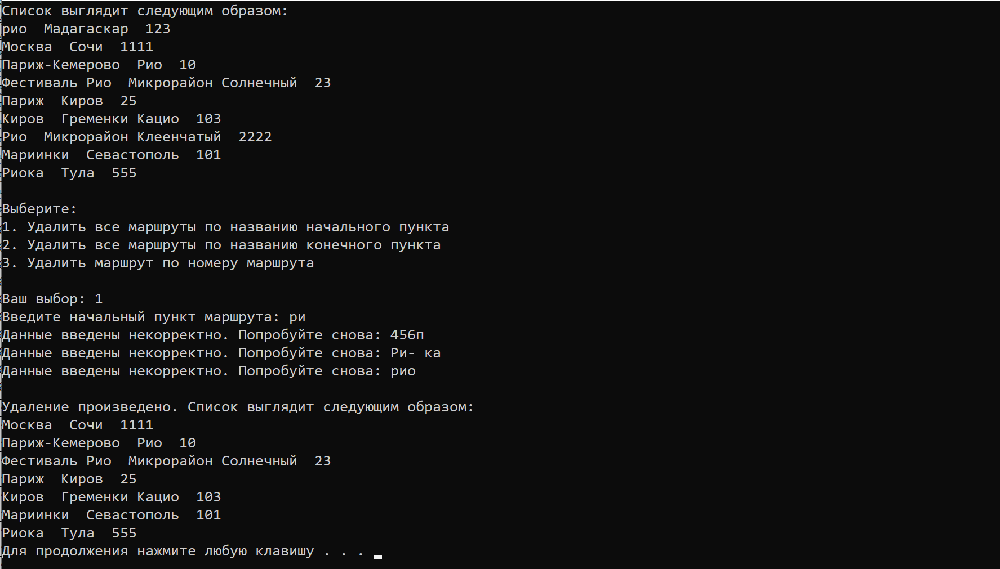 Список выглядит следующим образом:
рио  Мадагаскар  123
Москва  Сочи  1111
Париж-Кемерово  Рио  10
Фестиваль Рио  Микрорайон Солнечный  23
Париж  Киров  25
Киров  Гременки Кацио  103
Рио  Микрорайон Клеенчатый  2222
Мариинки  Севастополь  101
Риока  Тула  555
Выберите:
1. Удалить все маршруты по названию начального пункта
2. Удалить все маршруты по названию конечного пункта
3. Удалить маршрут по номеру маршрута
Ваш выбор: 1
Введите начальный пункт маршрута: ри
Данные введены некорректно. Попробуйте снова: 456п
Данные введены некорректно. Попробуйте снова: Ри- ка
Данные введены некорректно. Попробуйте снова: рио
Удаление произведено. Список выглядит следующим образом:
Москва  Сочи  1111
Париж-Кемерово  Рио  10
Фестиваль Рио  Микрорайон Солнечный  23
Париж  Киров  25
Киров  Гременки Кацио  103
Мариинки  Севастополь  101
Риока  Тула  555
Для продолжения нажмите любую клавишу . . .